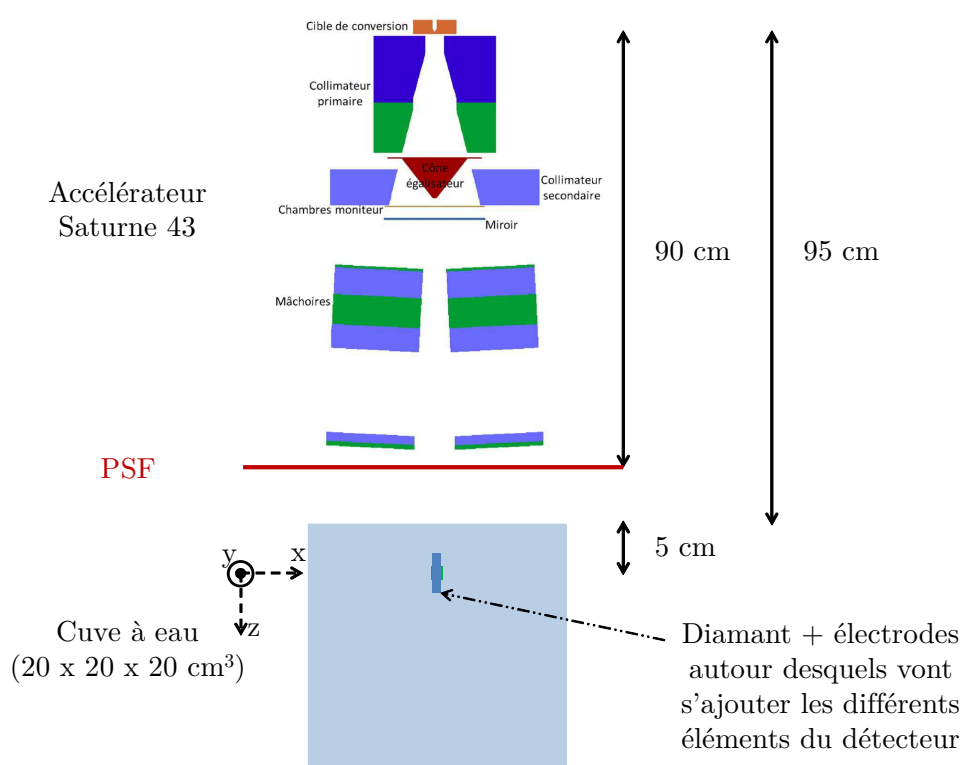 Cible de conversion
Collimateur
primaire
Cône
égalisateur
Collimateur
secondaire
Chambres moniteur
Miroir
Accélérateur
Saturne 43
90 cm
95 cm
Mâchoires
PSF
5 cm
y
x
z
Cuve à eau
(20 x 20 x 20 cm³)
Diamant + électrodes
autour desquels vont
s'ajouter les différents
éléments du détecteur